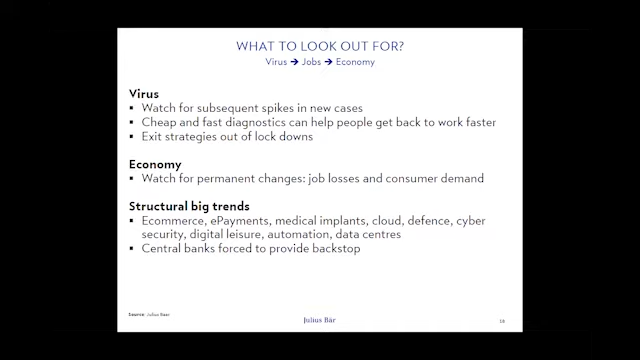 WHAT TO LOOK OUT FOR?
Virus → Jobs → Economy
Virus
▪ Watch for subsequent spikes in new cases
▪ Cheap and fast diagnostics can help people get back to work faster
▪ Exit strategies out of lock downs
Economy
▪ Watch for permanent changes: job losses and consumer demand
Structural big trends
▪ Ecommerce, ePayments, medical implants, cloud, defence, cyber
security, digital leisure, automation, data centres
▪ Central banks forced to provide backstop
Source: Julius Baer
Julius Bär